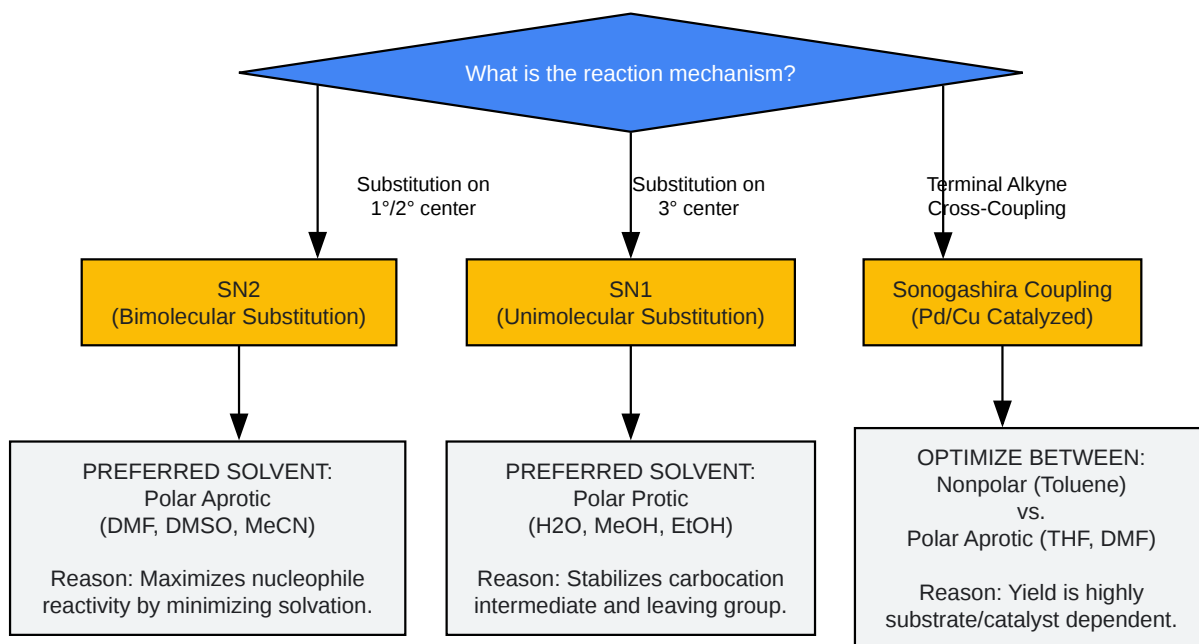 What is the reaction mechanism?
Substitution on
1°/2° center
Substitution on
3° center
Terminal Alkyne
Cross-Coupling
SN2
(Bimolecular Substitution)
SN1
(Unimolecular Substitution)
Sonogashira Coupling
(Pd/Cu Catalyzed)
PREFERRED SOLVENT:
Polar Aprotic
(DMF, DMSO, MeCN)
Reason: Maximizes nucleophile
reactivity by minimizing solvation.
PREFERRED SOLVENT:
Polar Protic
(H2O, MeOH, EtOH)
Reason: Stabilizes carbocation
intermediate and leaving group.
OPTIMIZE BETWEEN:
Nonpolar (Toluene)
vs.
Polar Aprotic (THF, DMF)
Reason: Yield is highly
substrate/catalyst dependent.